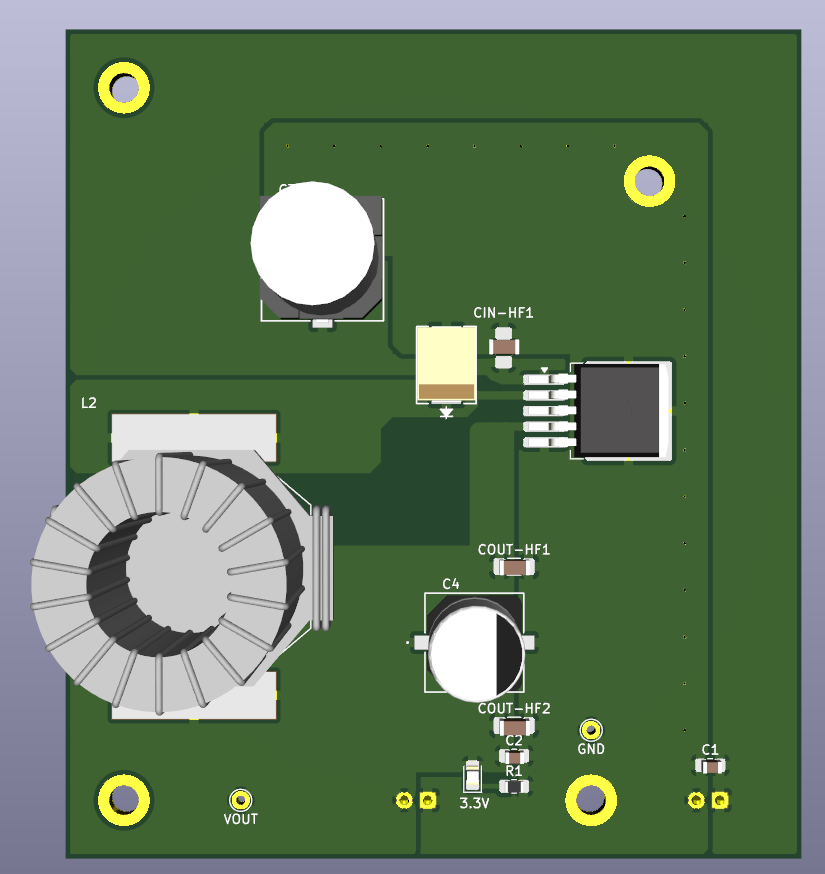 CIN-HF1
L2
COUT-HF1
C4
COUT-HF2
C2
GND
C1
R1
3.3V
VOUT